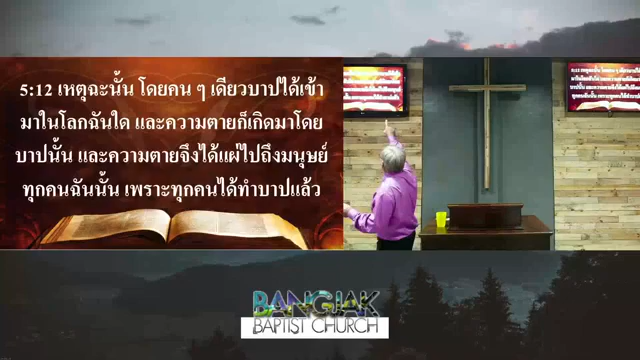 5:12 เหตุฉะนั้น โดยคน ๆ เดียวบาปได้เข้า
มาในโลกฉันใด และความตายก็เกิดมาโดย
บาปนั้น และความตายจึงได้แผ่ไปถึงมนุษย์
ทุกคนฉันนั้น เพราะทุกคนได้ทำบาปแล้ว
BANGJAK
BAPTIST CHURCH